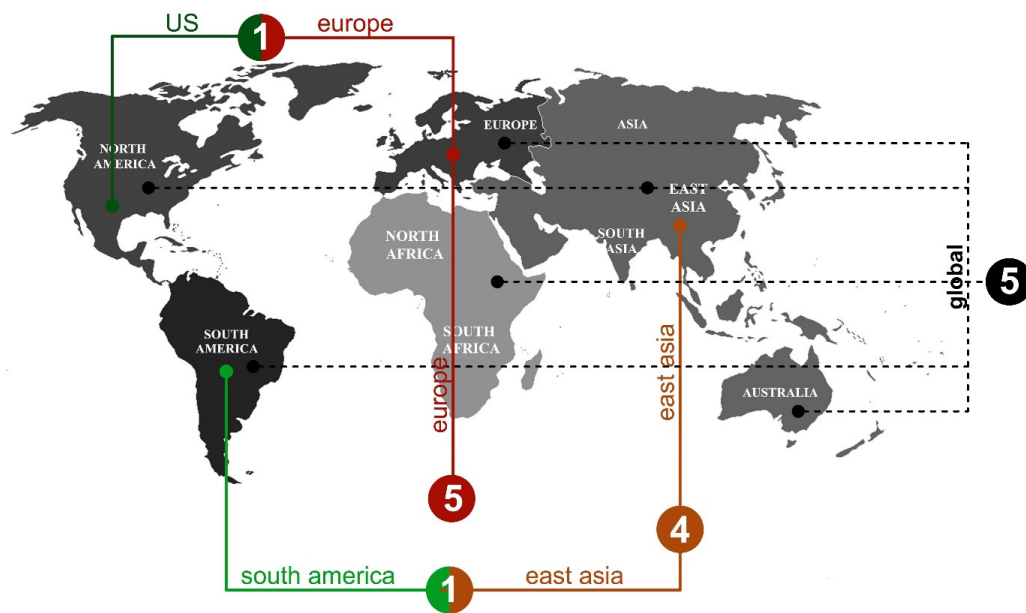 US
1
europe
NORTH
AMERICA
EUROPE
ASIA
EAST
ASIA
SOUTH
ASIA
NORTH
AFRICA
global
5
SOUTH
AMERICA
SOUTH
AFRICA
east asia
europe
AUSTRALIA
5
4
south america
1
east asia